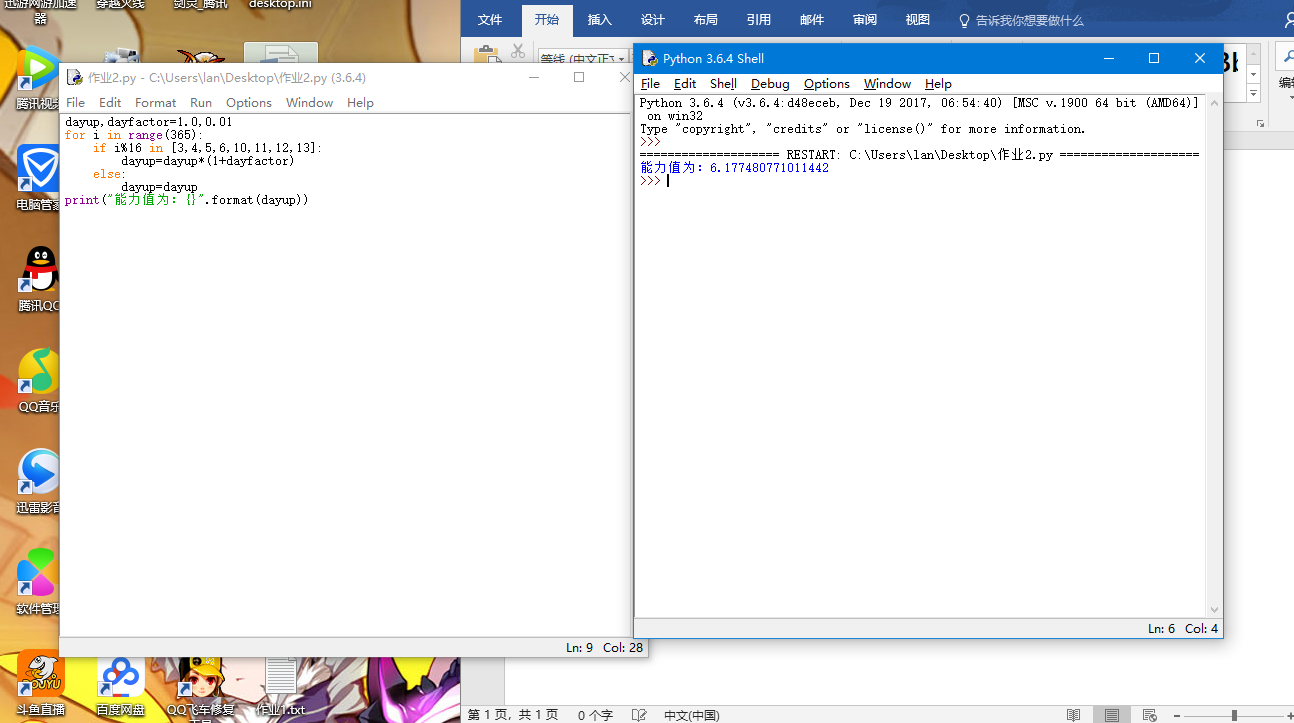 迅游网游加速器
穿越火线
剑灵_腾讯
desktop.ini
文件 开始 插入 设计 布局 引用 邮件 审阅 视图 告诉我你想要做什么
等线 (中文正文
编辑
腾讯视频
电脑管家
腾讯QQ
QQ音乐
迅雷影音
软件管理
斗鱼直播
百度网盘
QQ飞车修复
作业1.txt
作业2.py - C:\Users\lan\Desktop\作业2.py (3.6.4)
File Edit Format Run Options Window Help
dayup,dayfactor=1.0,0.01
for i in range(365):
    if i%16 in [3,4,5,6,10,11,12,13]:
        dayup=dayup*(1+dayfactor)
    else:
        dayup=dayup
print("能力值为: {}".format(dayup))
Ln: 9 Col: 28
Python 3.6.4 Shell
File Edit Shell Debug Options Window Help
Python 3.6.4 (v3.6.4:d48eceb, Dec 19 2017, 06:54:40) [MSC v.1900 64 bit (AMD64)]
 on win32
Type "copyright", "credits" or "license()" for more information.
>>>
==================== RESTART: C:\Users\lan\Desktop\作业2.py ====================
能力值为: 6.177480771011442
>>>
Ln: 6 Col: 4
第 1 页，共 1 页 0 个字 中文(中国)